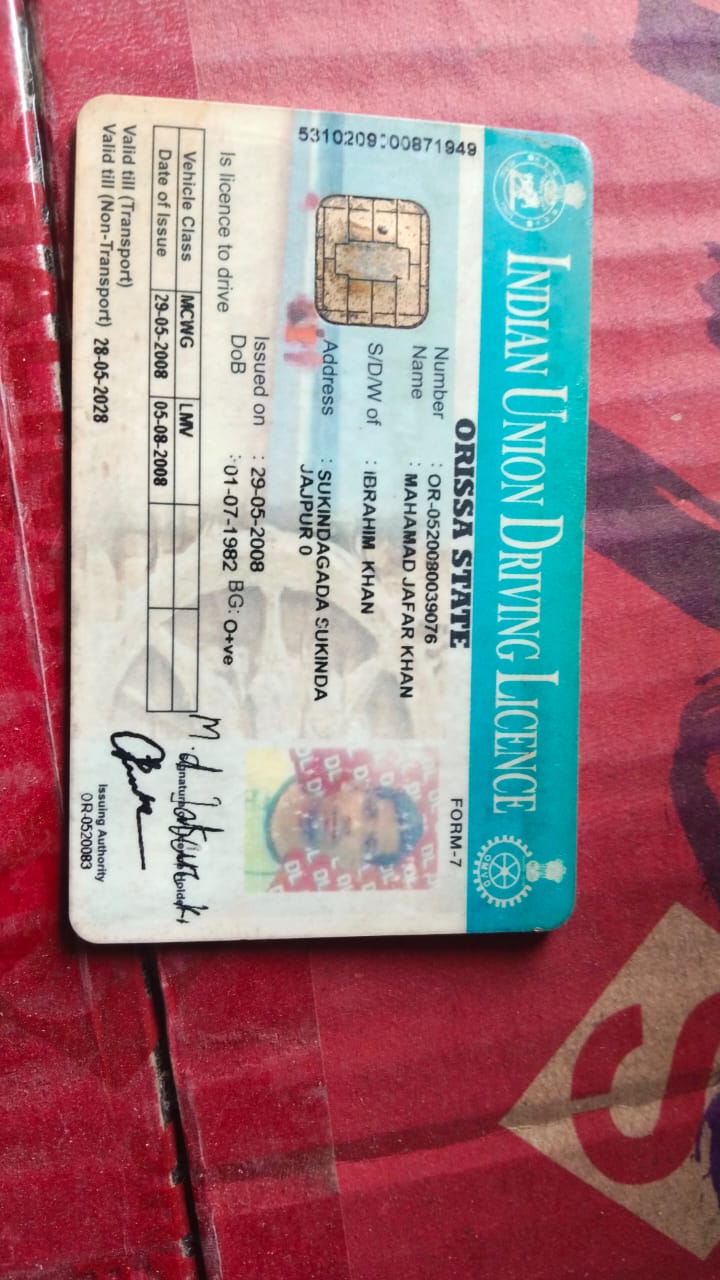 INDIAN UNION DRIVING LICENCE
ORISSA STATE
FORM-7
5310209000871949
Number : OR-0520080039076
Name : MAHAMAD JAFAR KHAN
S/D/W of : IBRAHIM KHAN
Address : SUKINDAGADA SUKINDA
JAJPUR 0
Issued on : 29-05-2008
DoB : 01-07-1982 BG: O+ve
Is licence to drive
Vehicle Class MCWG LMV
Date of Issue 29-05-2008 05-08-2008
Valid till (Transport)
Valid till (Non-Transport) 28-05-2028
Issuing Authority
OR-0520083